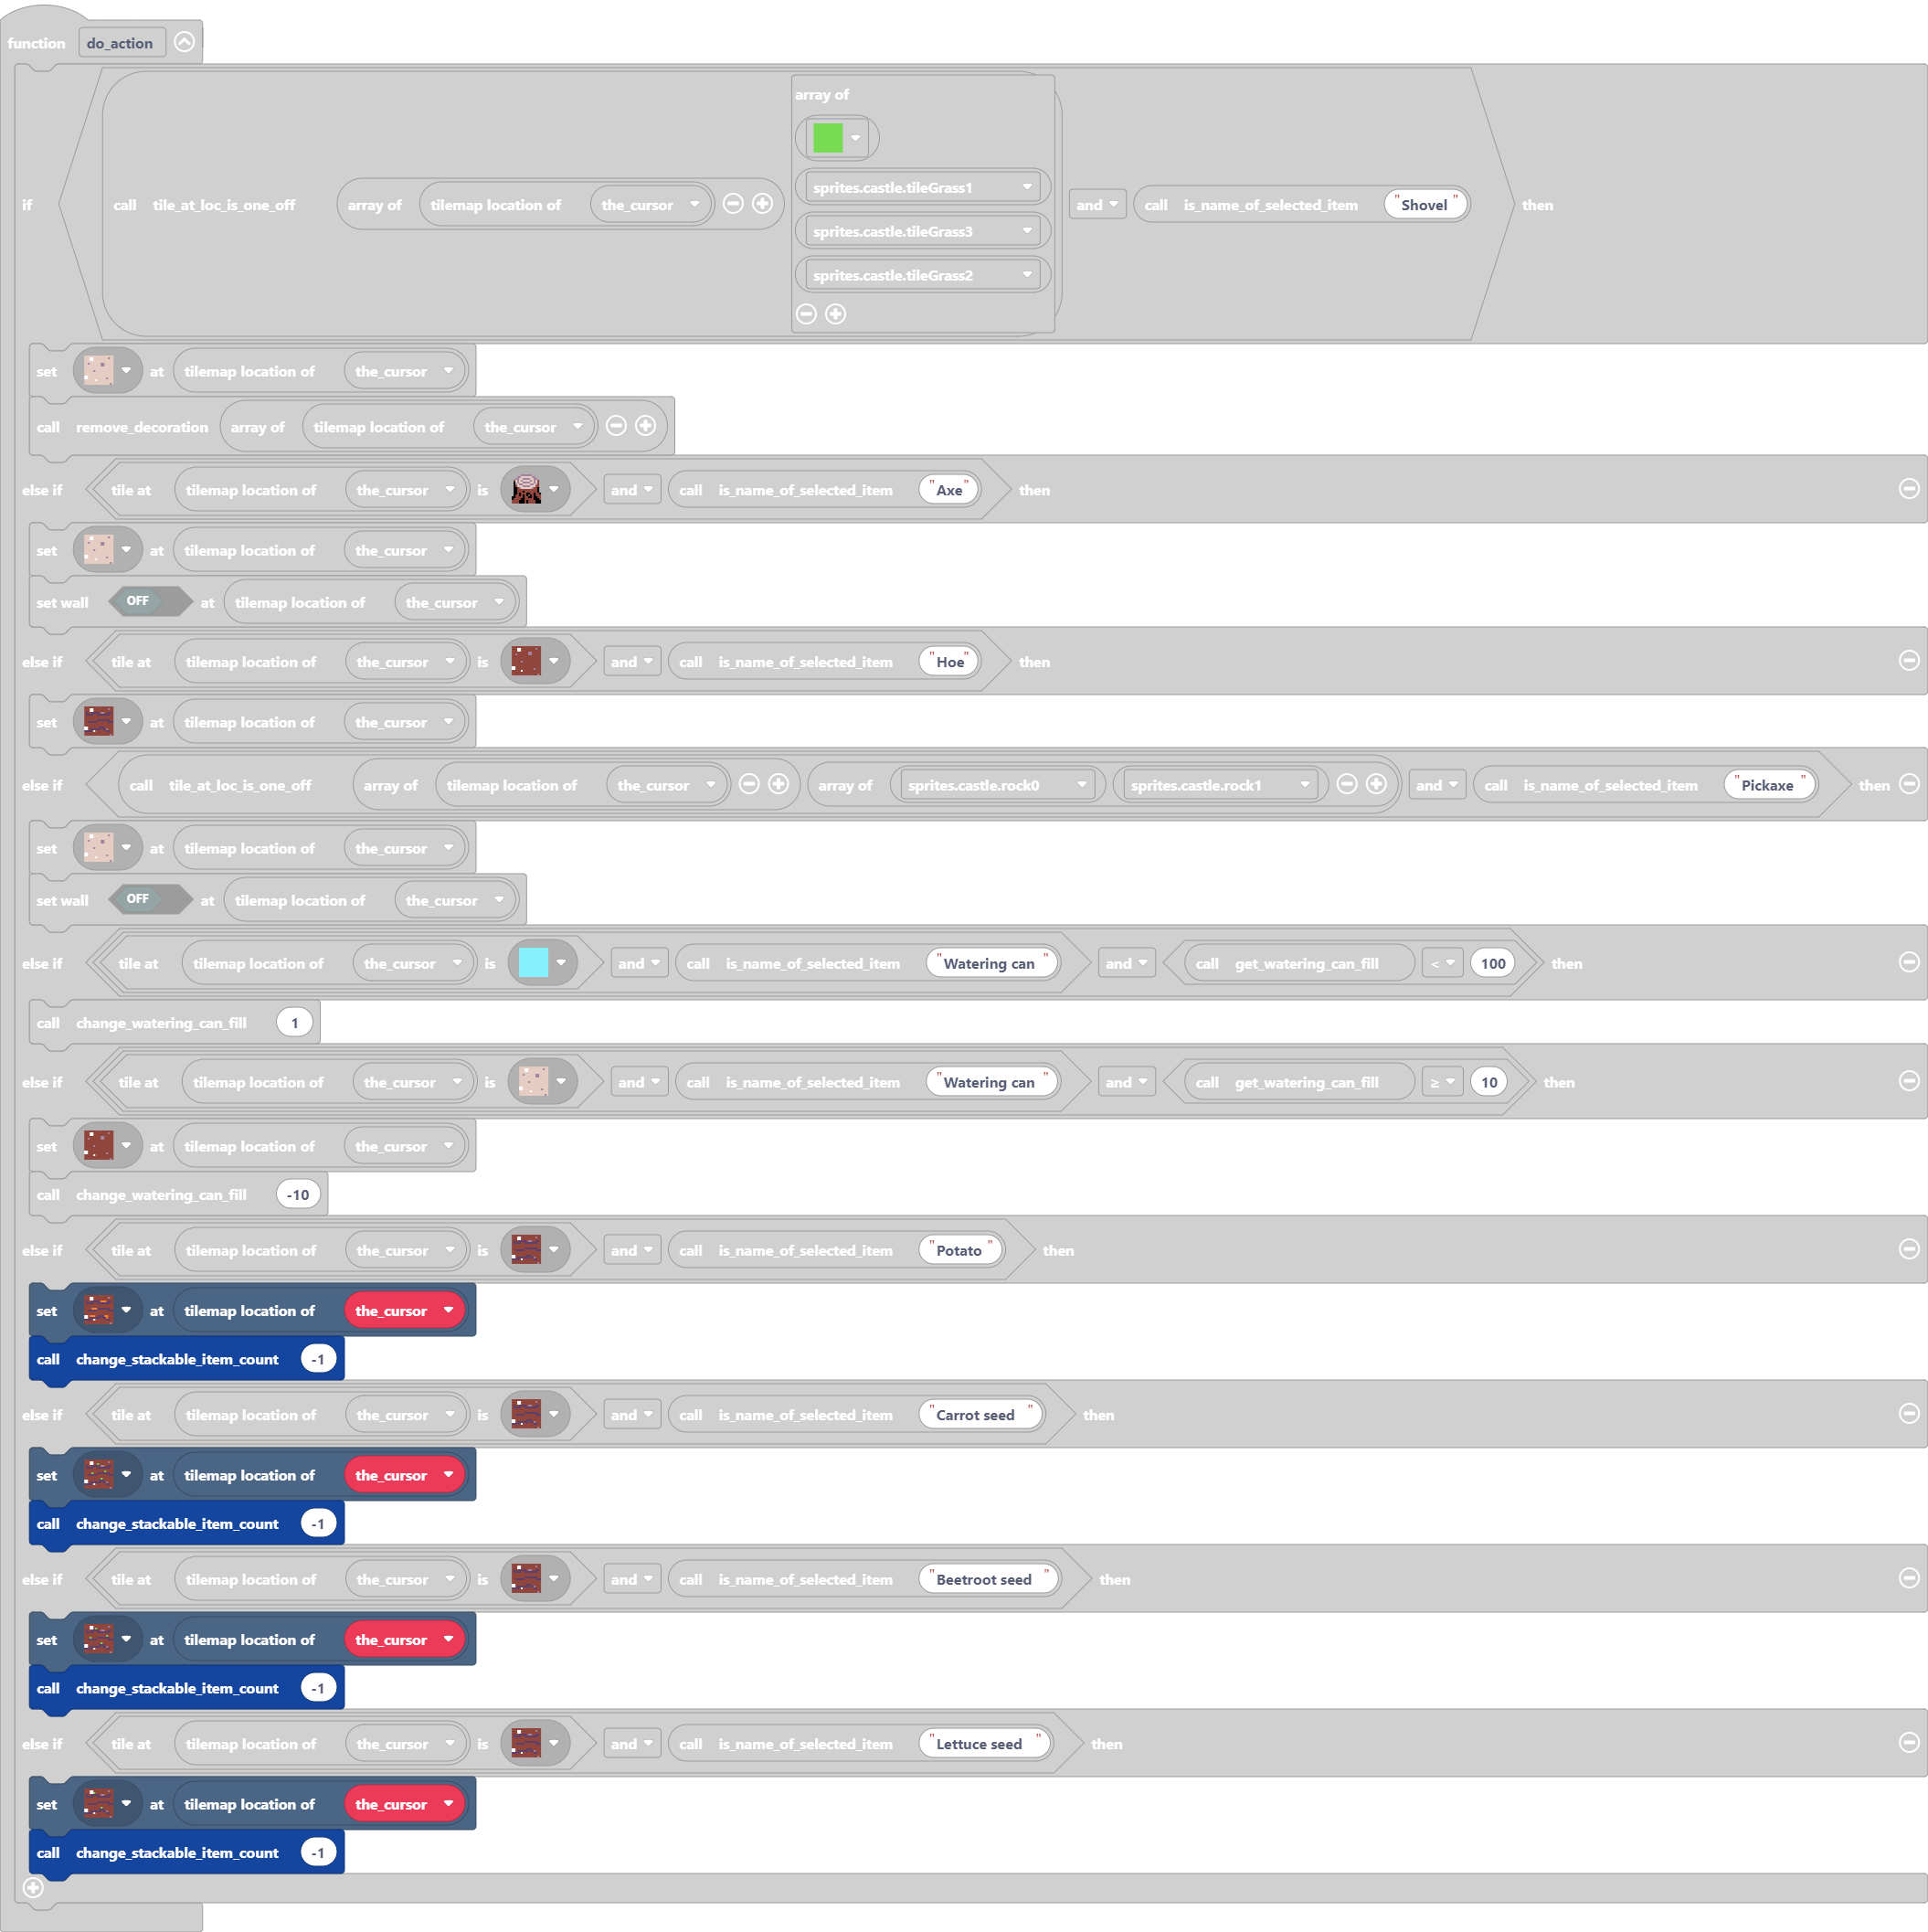 function do_action
array of
sprites.castle.tileGrass1
if call tile_at_loc_is_one_off array of tilemap location of the_cursor and call is_name_of_selected_item "Shovel" then
sprites.castle.tileGrass3
sprites.castle.tileGrass2
set at tilemap location of the_cursor
call remove_decoration array of tilemap location of the_cursor
else if tile at tilemap location of the_cursor is and call is_name_of_selected_item "Axe" then
set at tilemap location of the_cursor
set wall OFF at tilemap location of the_cursor
else if tile at tilemap location of the_cursor is and call is_name_of_selected_item "Hoe" then
set at tilemap location of the_cursor
else if call tile_at_loc_is_one_off array of tilemap location of the_cursor array of sprites.castle.rock0 sprites.castle.rock1 and call is_name_of_selected_item "Pickaxe" then
set at tilemap location of the_cursor
set wall OFF at tilemap location of the_cursor
else if tile at tilemap location of the_cursor is and call is_name_of_selected_item "Watering can" and call get_watering_can_fill < 100 then
call change_watering_can_fill 1
else if tile at tilemap location of the_cursor is and call is_name_of_selected_item "Watering can" and call get_watering_can_fill ≥ 10 then
set at tilemap location of the_cursor
call change_watering_can_fill -10
else if tile at tilemap location of the_cursor is and call is_name_of_selected_item "Potato" then
set at tilemap location of the_cursor
call change_stackable_item_count -1
else if tile at tilemap location of the_cursor is and call is_name_of_selected_item "Carrot seed" then
set at tilemap location of the_cursor
call change_stackable_item_count -1
else if tile at tilemap location of the_cursor is and call is_name_of_selected_item "Beetroot seed" then
set at tilemap location of the_cursor
call change_stackable_item_count -1
else if tile at tilemap location of the_cursor is and call is_name_of_selected_item "Lettuce seed" then
set at tilemap location of the_cursor
call change_stackable_item_count -1